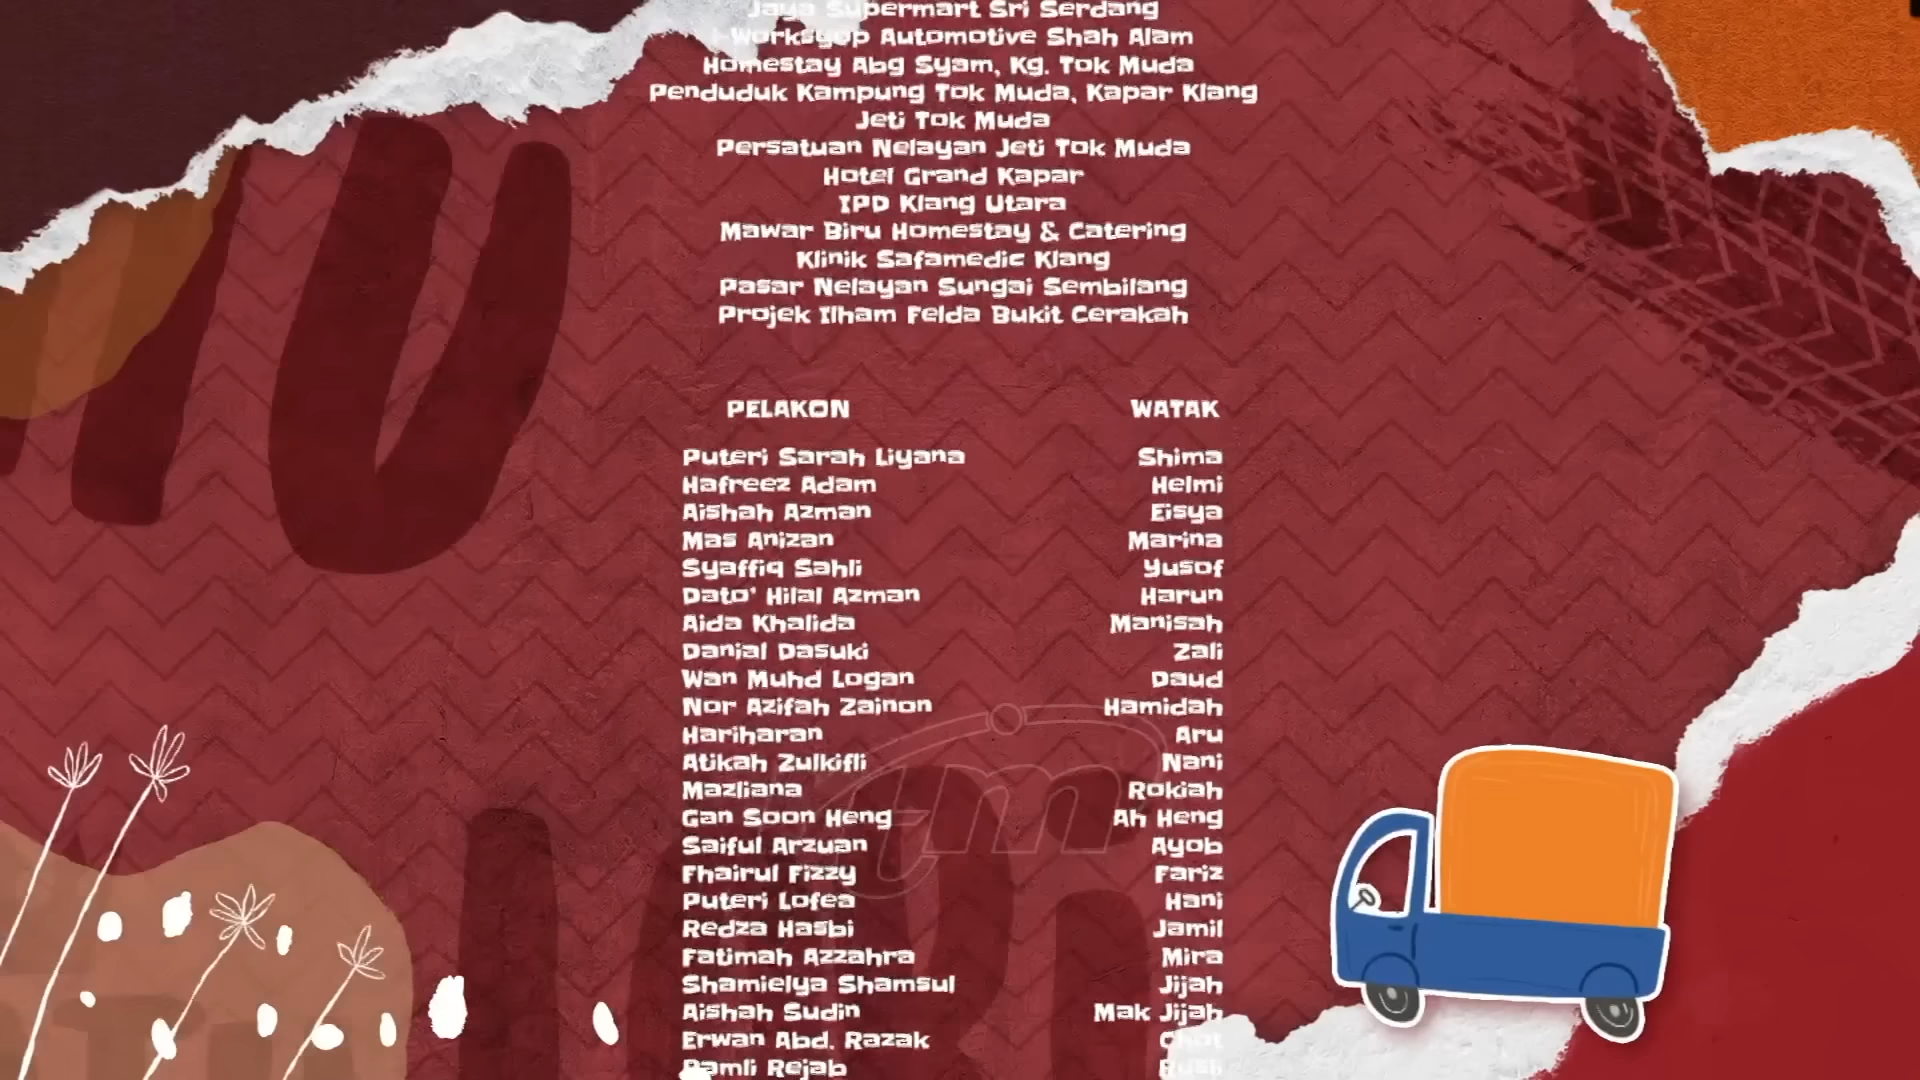 Jaya Supermart Sri Serdang
Worksyop Automotive Shah Alam
Homestay Abg Syam, Kg. Tok Muda
Penduduk Kampung Tok Muda, Kapar Klang
Jeti Tok Muda
Persatuan Nelayan Jeti Tok Muda
Hotel Grand Kapar
IPD Klang Utara
Mawar Biru Homestay & Catering
Klinik Safamedic Klang
Pasar Nelayan Sungai Sembilang
Projek Ilham Felda Bukit Cerakah
PELAKON WATAK
Puteri Sarah Liyana Shima
Hafreez Adam Helmi
Aishah Azman Eisya
Mas Anizan Marina
Syaffiq Sahli Yusof
Dato' Hilal Azman Harun
Aida Khalida Manisah
Danial Dasuki Zali
Wan Muhd Logan Daud
Nor Azifah Zainon Hamidah
Hariharan Aru
Atikah Zulkifli Nani
Mazliana Rokiah
Gan Soon Heng Ah Heng
Saiful Arzuan Ayob
Fhairul Fizzy Fariz
Puteri Lofea Hani
Redza Hasbi Jamil
Fatimah Azzahra Mira
Shamielya Shamsul Jijah
Aishah Sudin Mak Jijah
Erwan Abd. Razak
Ramli Rejab